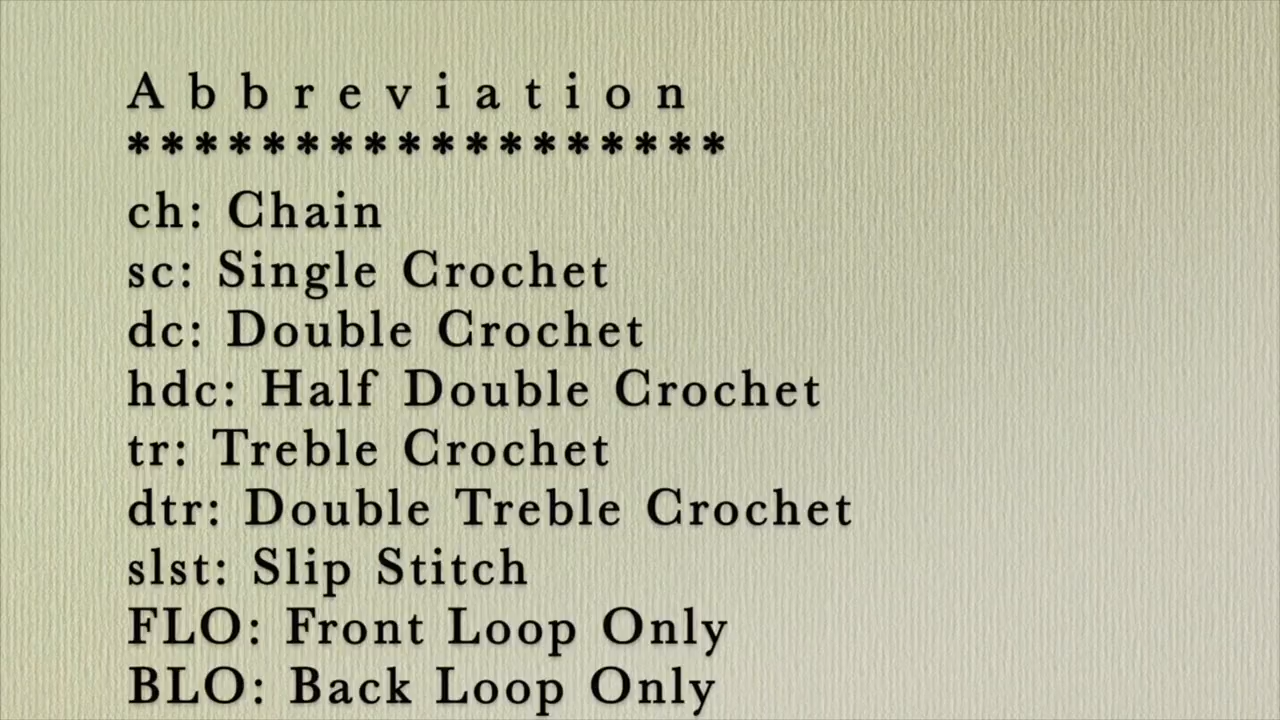 Abbreviation
******************
ch: Chain
sc: Single Crochet
dc: Double Crochet
hdc: Half Double Crochet
tr: Treble Crochet
dtr: Double Treble Crochet
slst: Slip Stitch
FLO: Front Loop Only
BLO: Back Loop Only